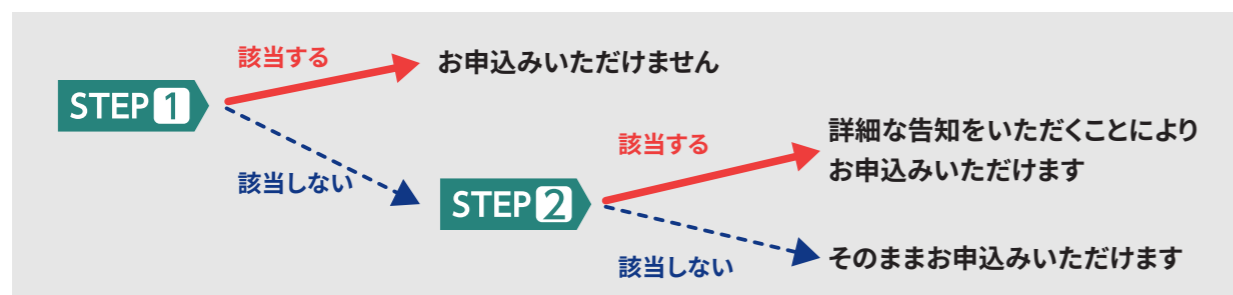 該当する
お申込みいただけません
STEP 1
該当しない
該当する
詳細な告知をいただくことにより
お申込みいただけます
STEP 2
該当しない
そのままお申込みいただけます